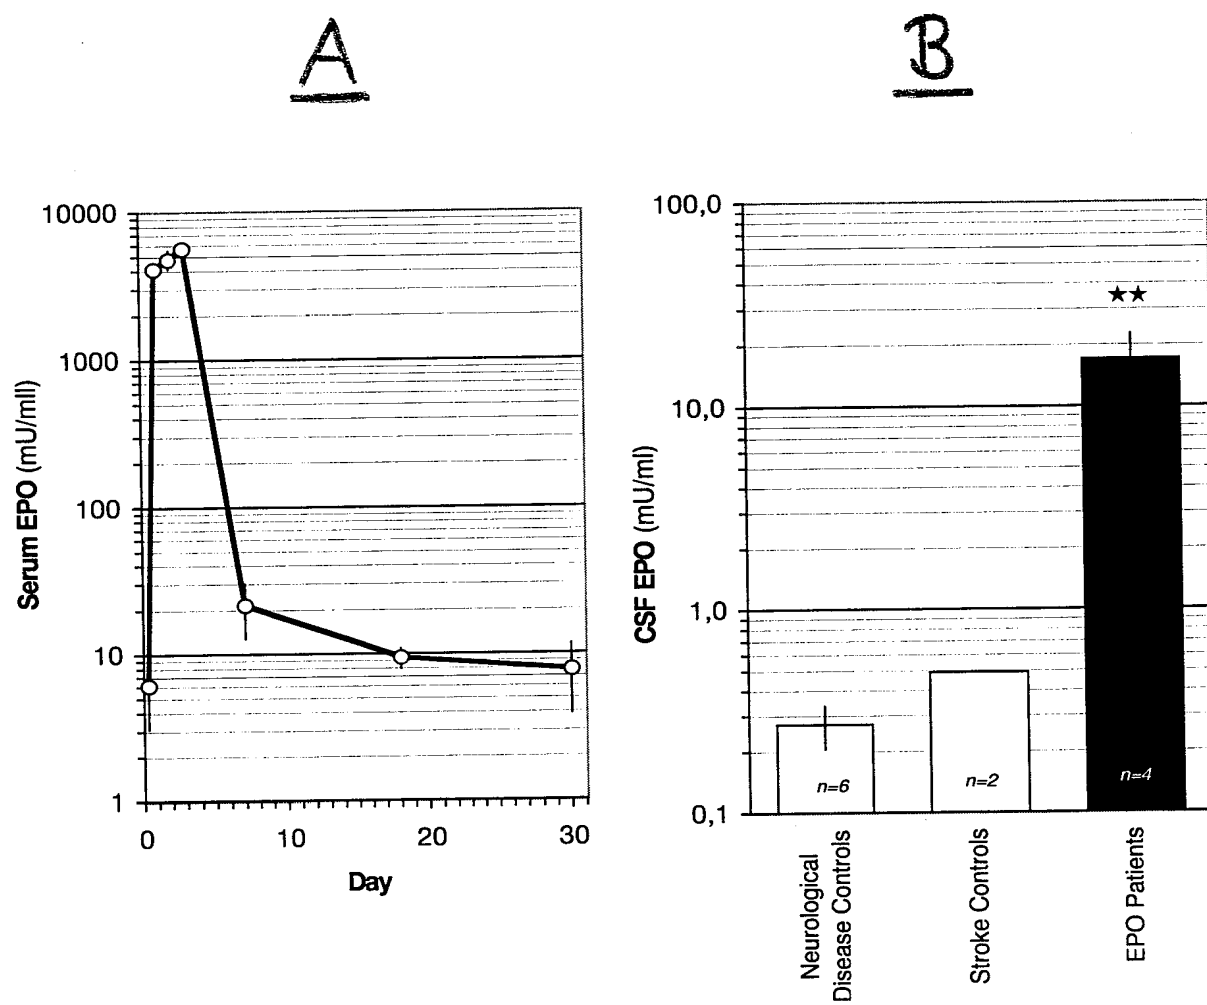 A
B
10000
1000
100
10
1
Serum EPO (mU/mll)
0
10
20
30
Day
100,0
10,0
1,0
0,1
CSF EPO (mU/ml)
★★
n=6
n=2
n=4
Neurological
Disease Controls
Stroke Controls
EPO Patients